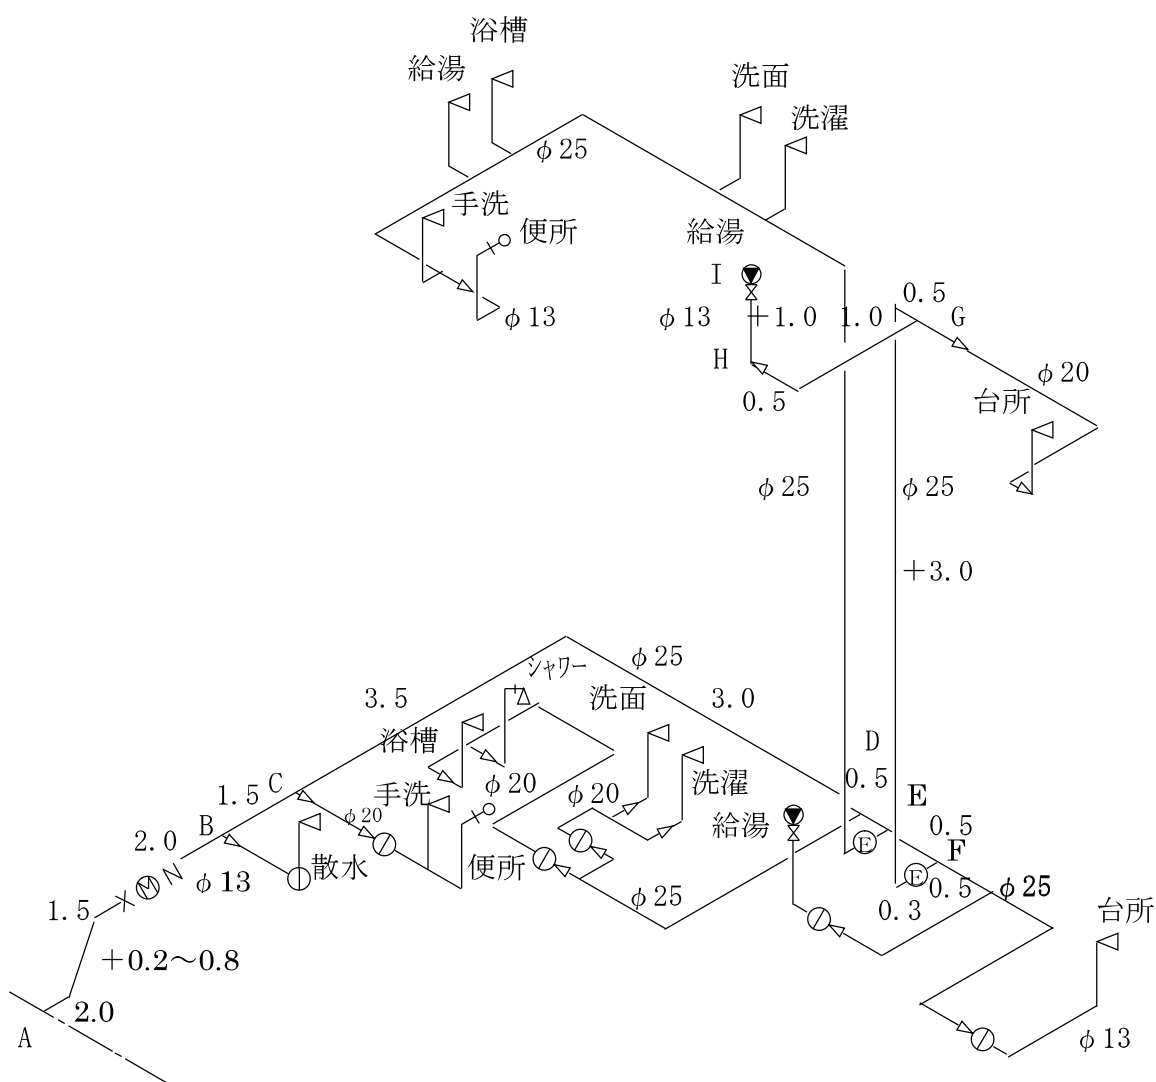 浴槽
給湯
洗面
洗濯
φ25
手洗
便所
給湯
I
φ13
φ13
+1.0
1.0
0.5
G
H
0.5
φ20
台所
φ25
φ25
+3.0
シャワー
φ25
3.5
洗面
3.0
浴槽
D
洗濯
0.5
C
1.5
手洗
φ20
φ20
φ20
E
B
給湯
0.5
2.0
F
E
散水
便所
φ13
M
N
E
0.5
φ25
φ25
1.5
0.3
台所
+0.2～0.8
2.0
A
φ13